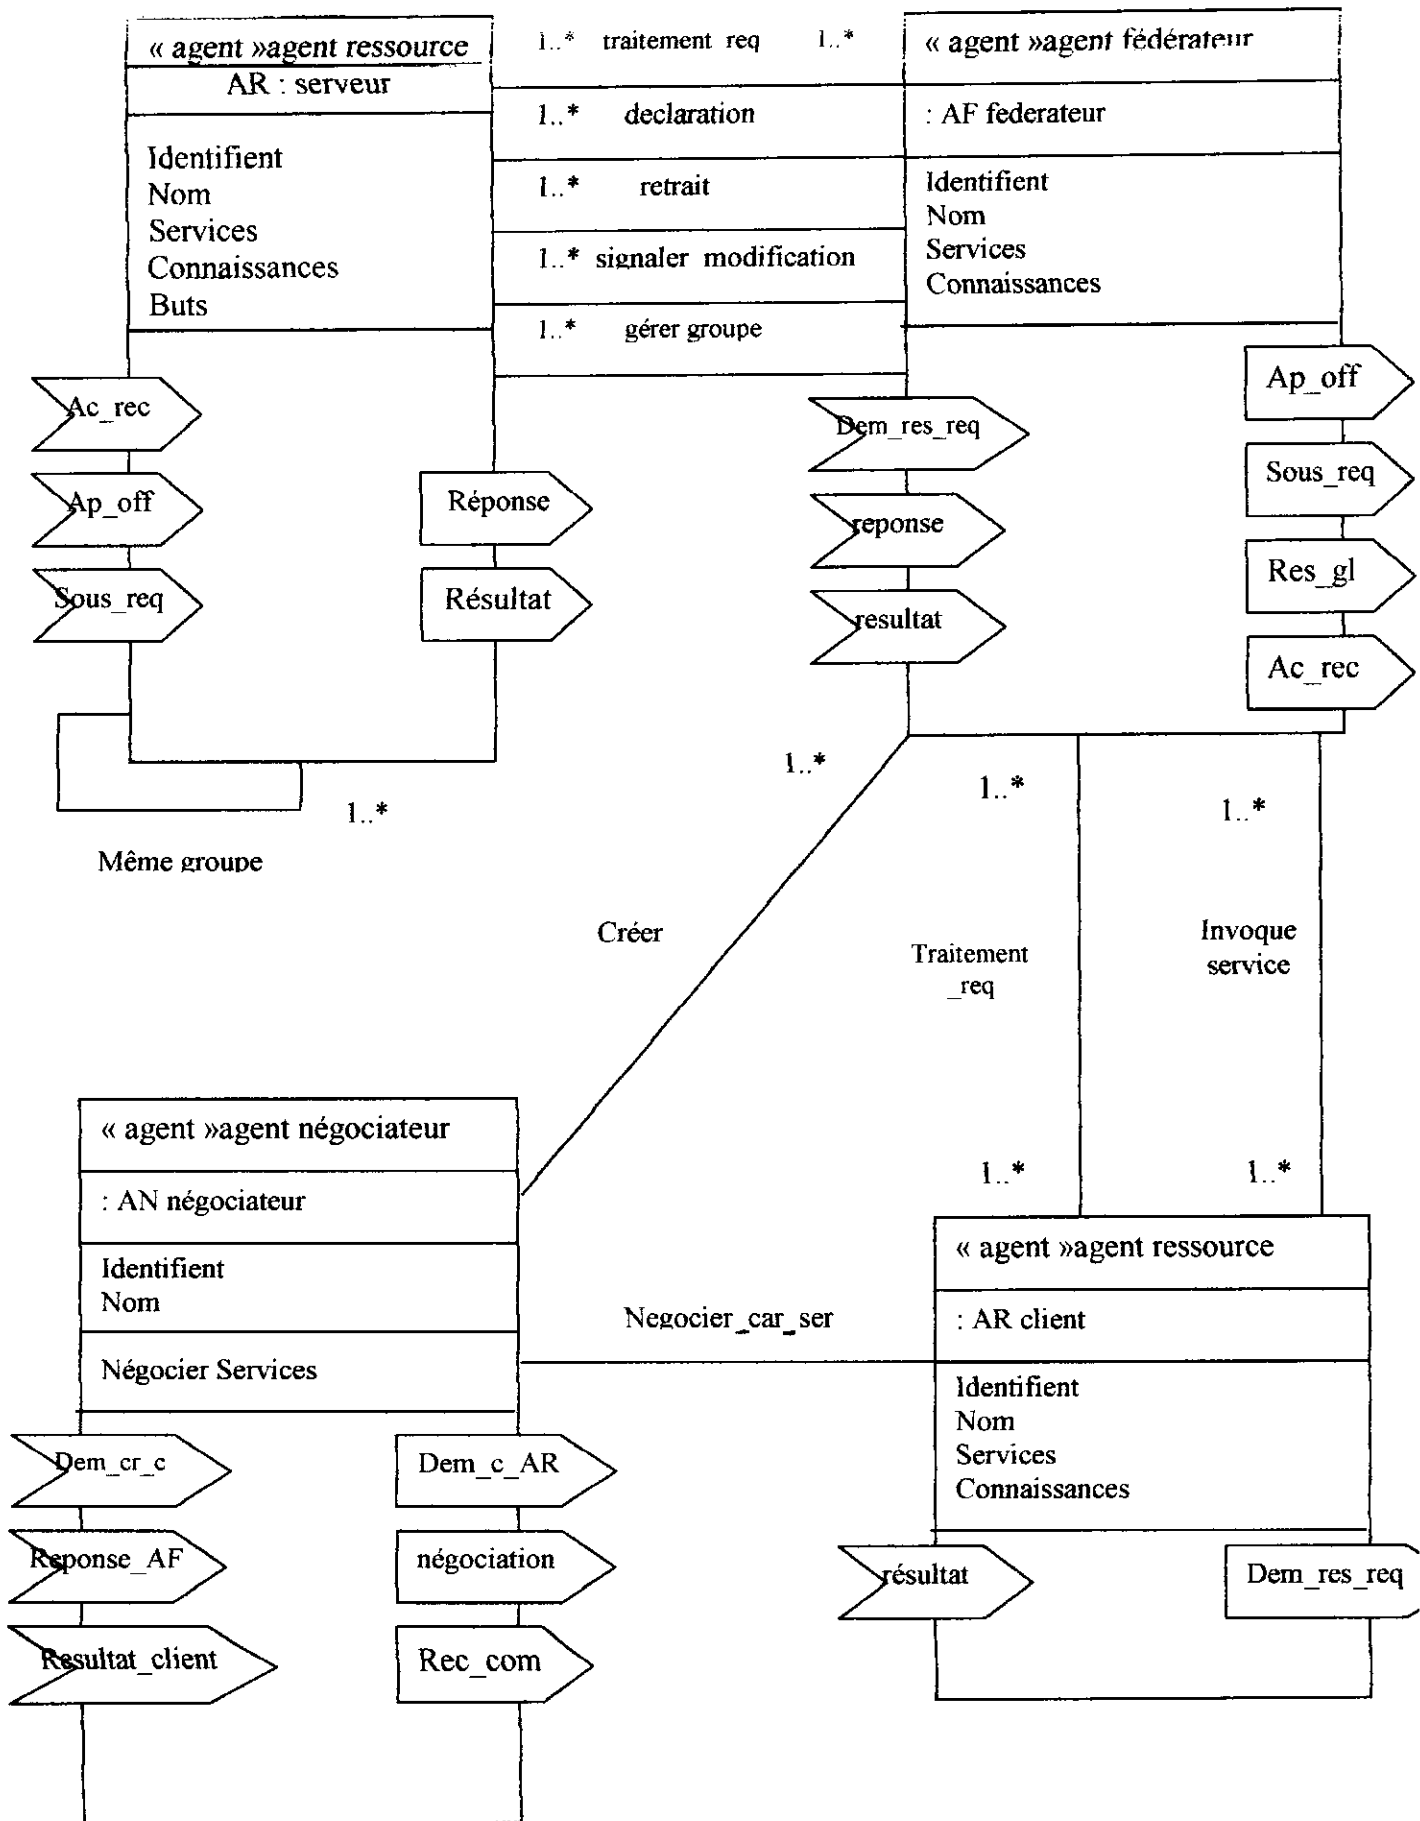 « agent »agent ressource
AR : serveur
Identifient
Nom
Services
Connaissances
Buts
Ac_rec
Ap_off
Sous_req
Réponse
Résultat
1..*
Même groupe
1..* traitement req 1..*
1..* declaration
1..* retrait
1..* signaler modification
1..* gérer groupe
« agent »agent fédérateur
: AF federateur
Identifient
Nom
Services
Connaissances
Dem_res_req
reponse
resultat
Ap_off
Sous_req
Res_gl
Ac_rec
1..*
1..*
1..*
Créer
Traitement
_req
Invoque
service
1..*
1..*
« agent »agent négociateur
: AN négociateur
Identifient
Nom
Négocier Services
Dem_cr_c
Reponse_AF
Resultat_client
Dem_c_AR
négociation
Rec_com
Negocier_car_ser
« agent »agent ressource
: AR client
Identifient
Nom
Services
Connaissances
résultat
Dem_res_req